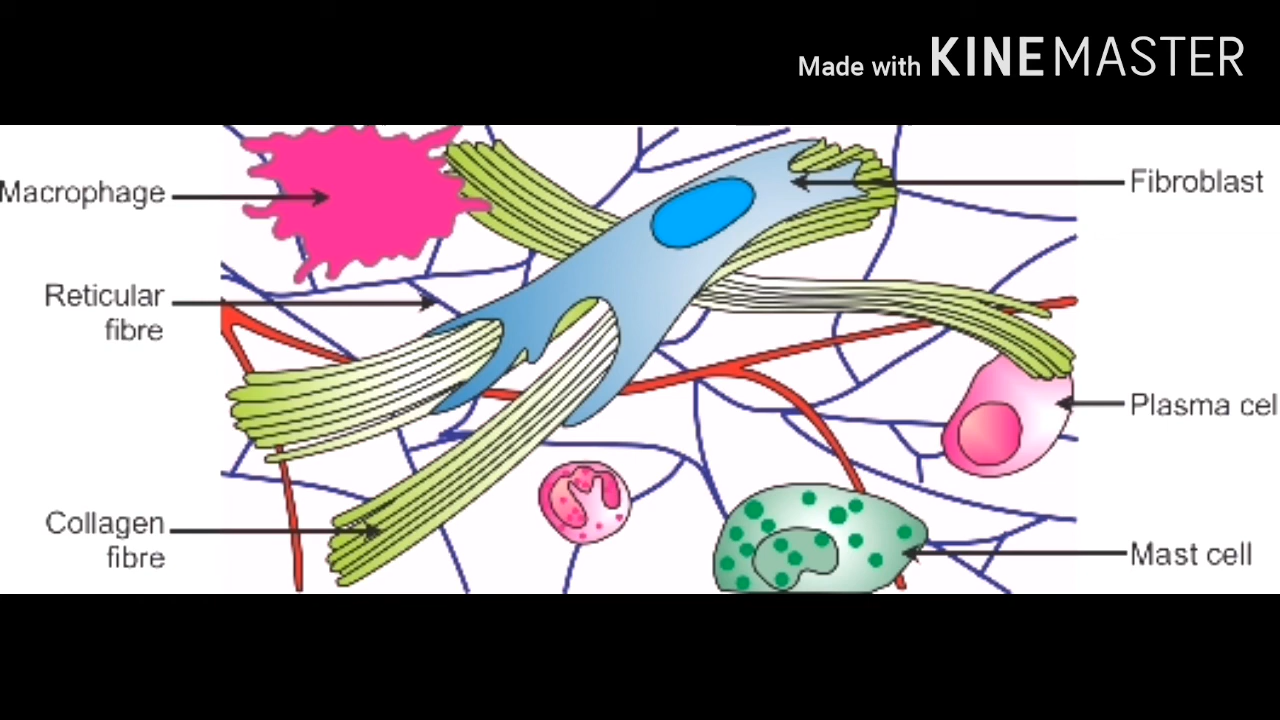 Made with KINEMASTER
Macrophage
Fibroblast
Reticular
fibre
Plasma cel
Collagen
fibre
Mast cell